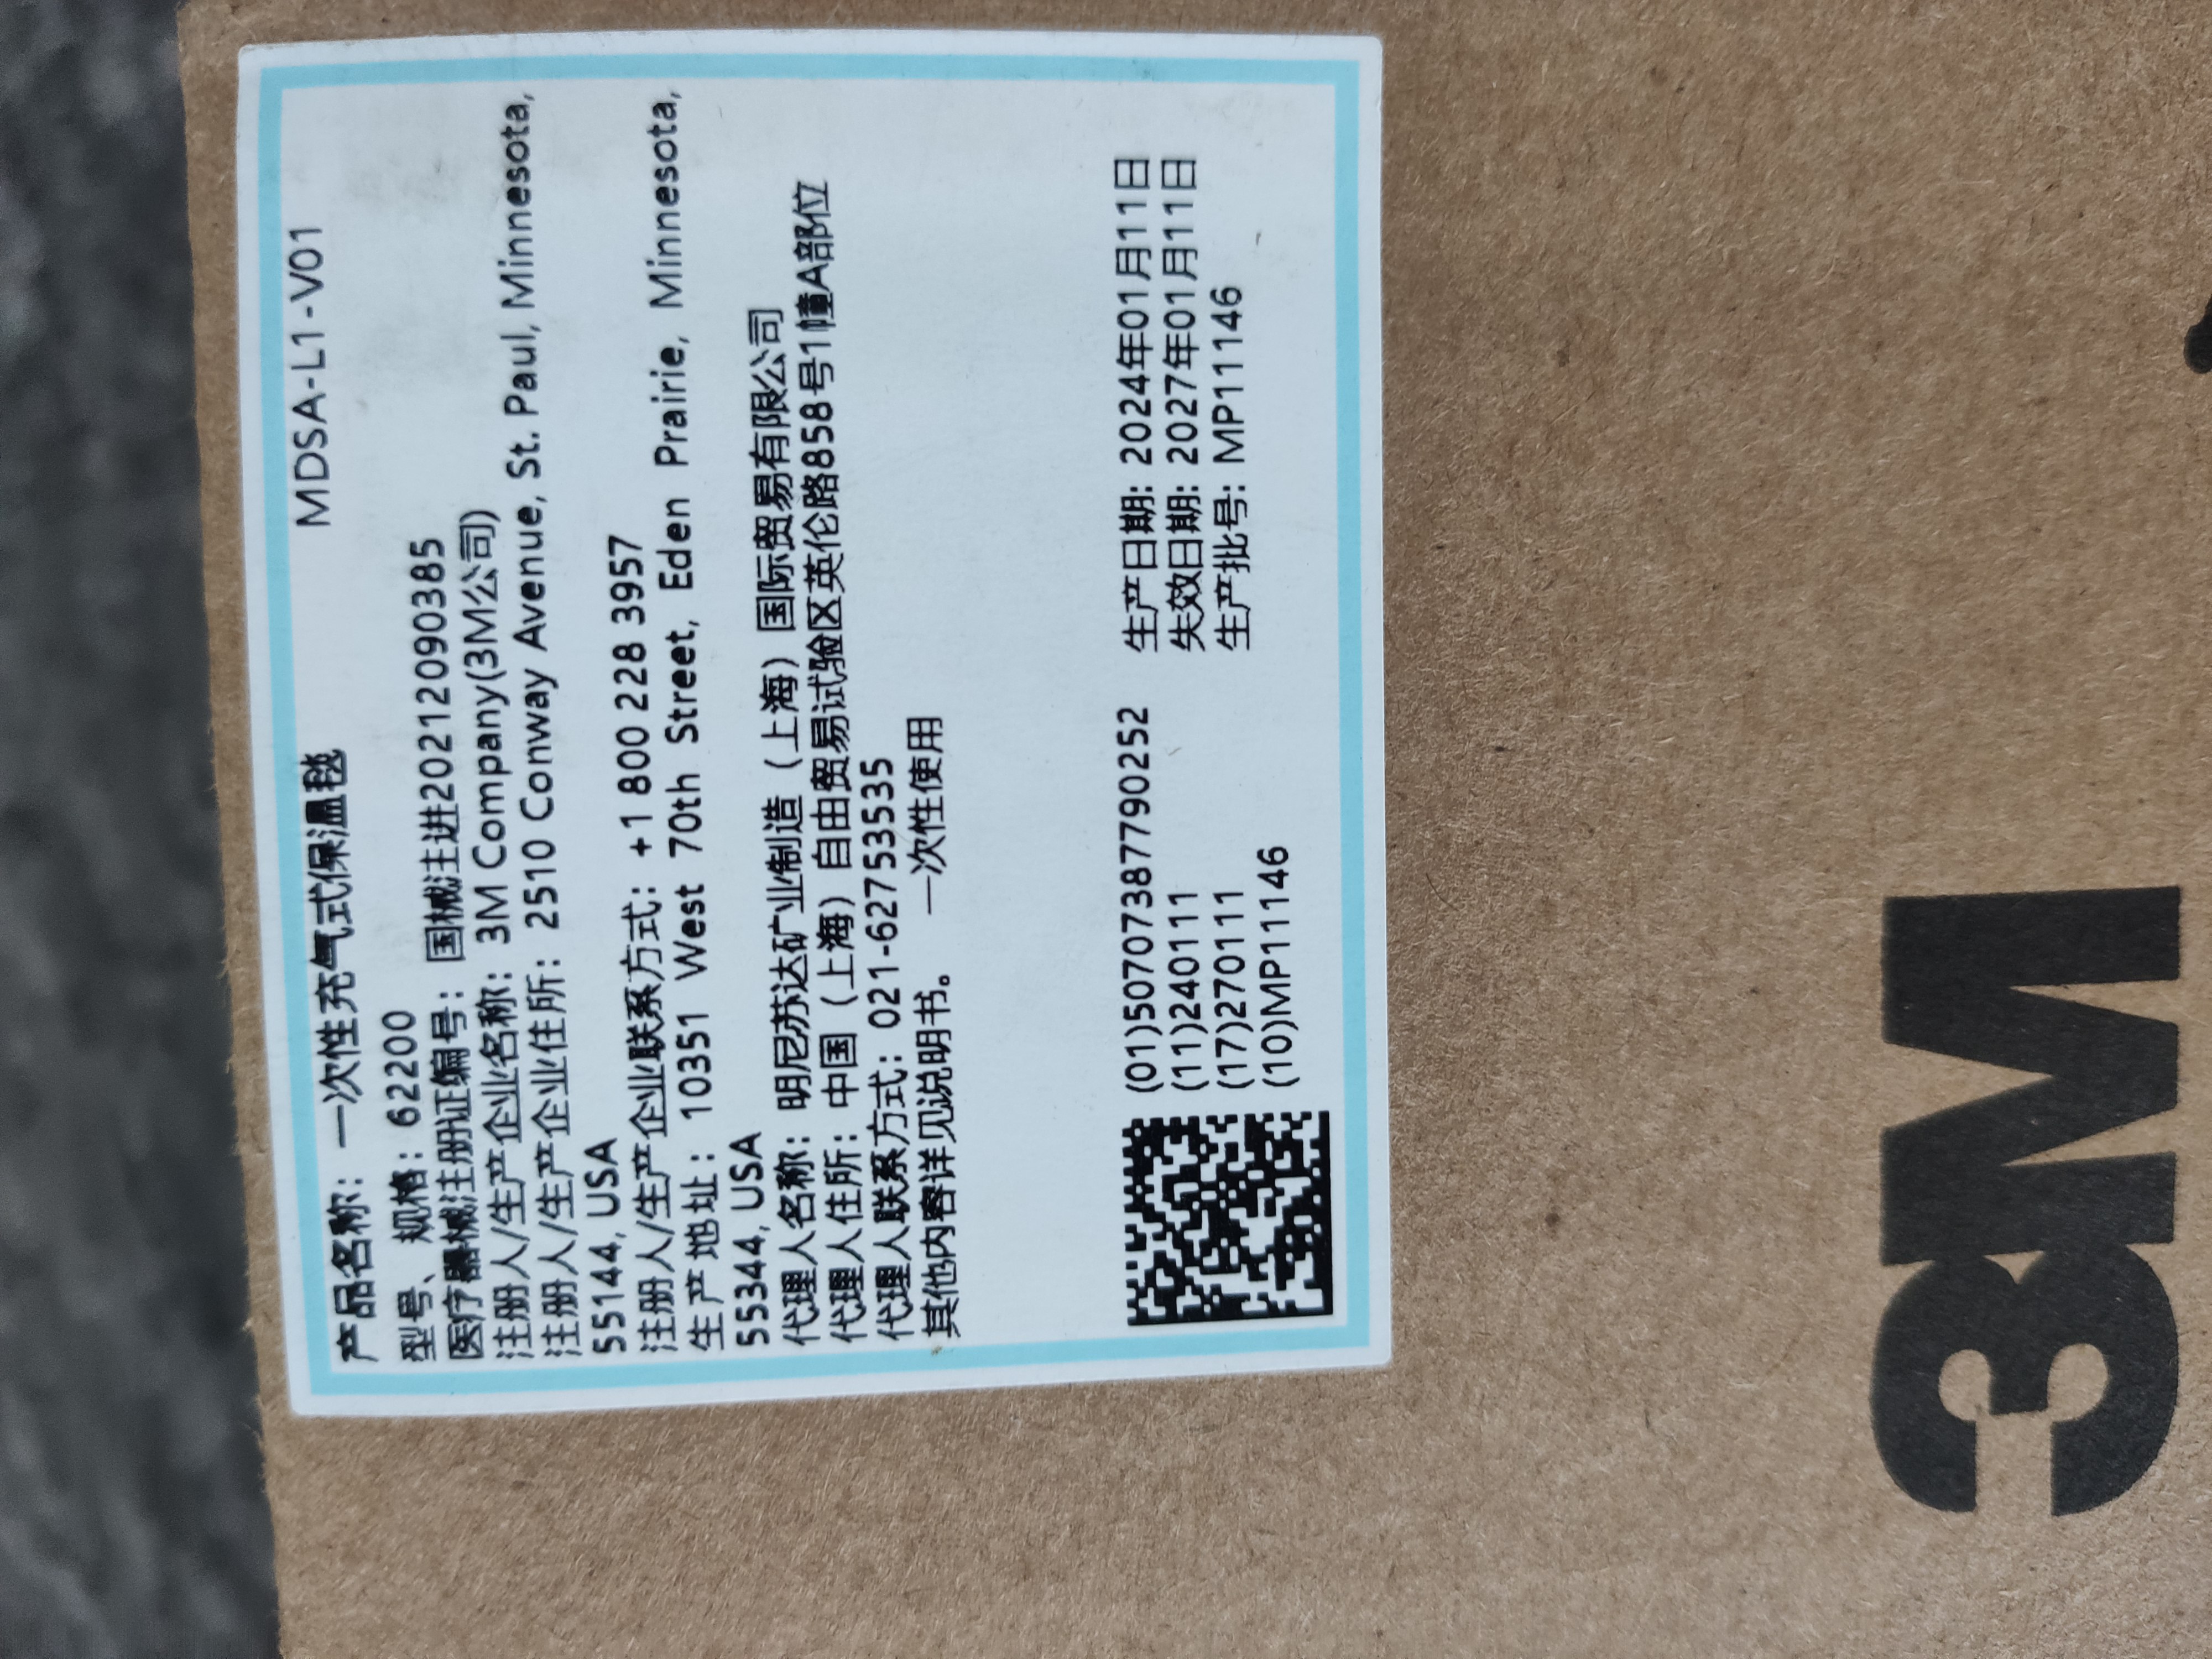 产品名称：一次性充气式保温毯 MDSA-L1-V01
型号、规格：62200
医疗器械注册证编号：国械注进20212090385
注册人/生产企业名称：3M Company(3M公司)
注册人/生产企业住所：2510 Conway Avenue, St. Paul, Minnesota,
55144, USA
注册人/生产企业联系方式：+1 800 228 3957
生产地址：10351 West 70th Street, Eden Prairie, Minnesota,
55344, USA
代理人名称：明尼苏达矿业制造（上海）国际贸易有限公司
代理人住所：中国（上海）自由贸易试验区英伦路858号1幢A部位
代理人联系方式：021-62753535
其他内容详见说明书。 一次性使用
(01)50707387790252 生产日期：2024年01月11日
(11)240111 失效日期：2027年01月11日
(17)270111 生产批号：MP11146
(10)MP11146
3M